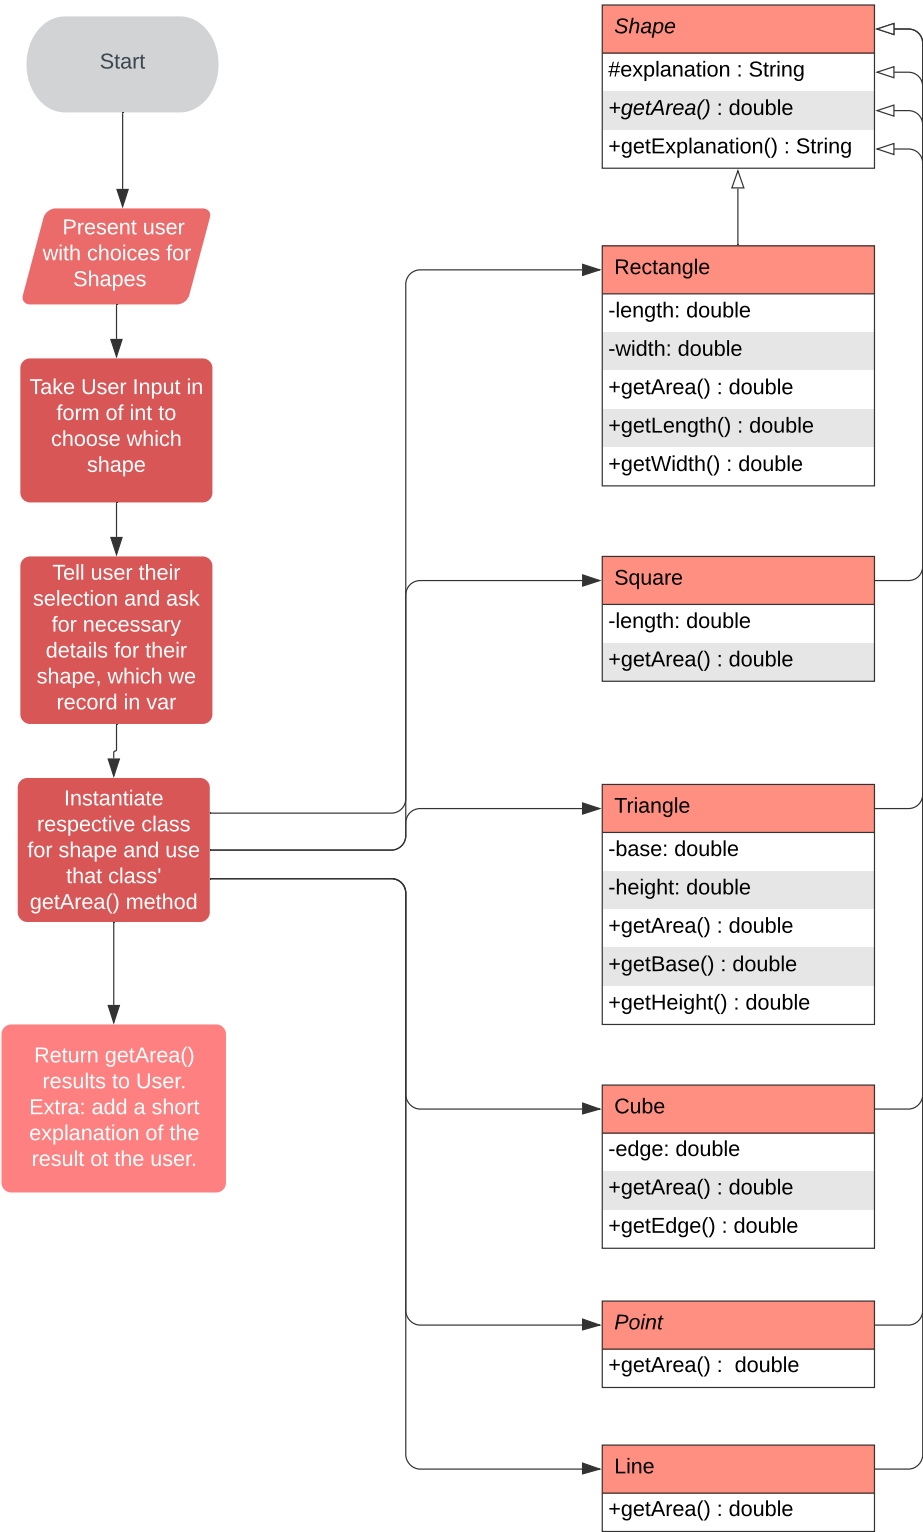 Start
Present user
with choices for
Shapes
Take User Input in
form of int to
choose which
shape
Tell user their
selection and ask
for necessary
details for their
shape, which we
record in var
Instantiate
respective class
for shape and use
that class'
getArea() method
Return getArea()
results to User.
Extra: add a short
explanation of the
result ot the user.
Shape
#explanation : String
+getArea() : double
+getExplanation() : String
Rectangle
-length: double
-width: double
+getArea() : double
+getLength() : double
+getWidth() : double
Square
-length: double
+getArea() : double
Triangle
-base: double
-height: double
+getArea() : double
+getBase() : double
+getHeight() : double
Cube
-edge: double
+getArea() : double
+getEdge() : double
Point
+getArea() :  double
Line
+getArea() : double